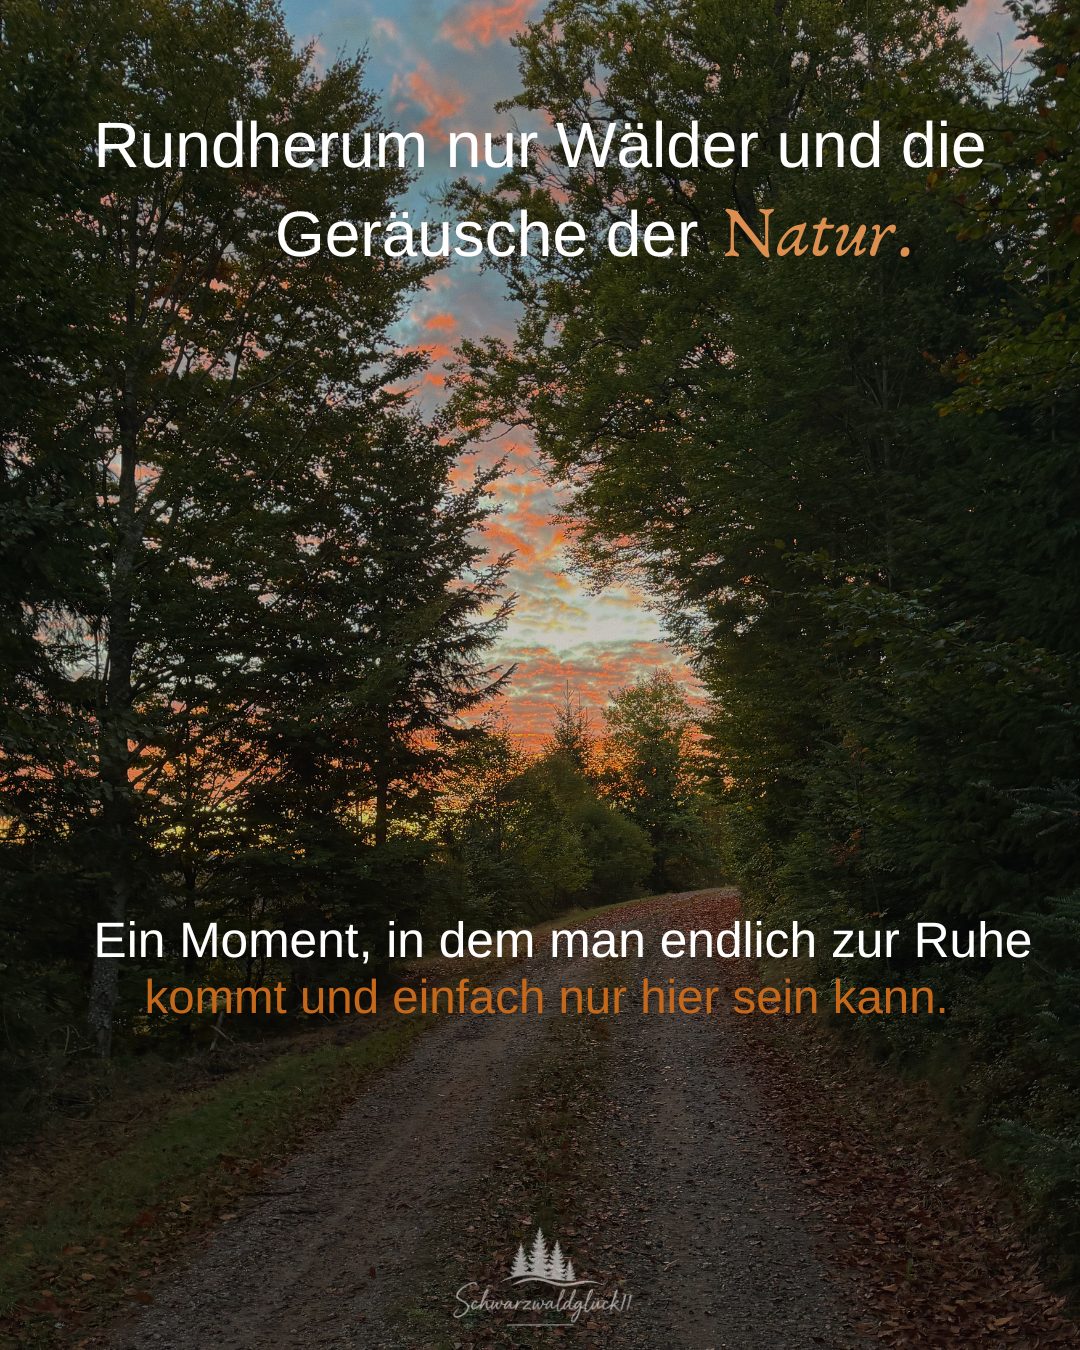 Rundherum nur Wälder und die
Geräusche der Natur.
Ein Moment, in dem man endlich zur Ruhe
kommt und einfach nur hier sein kann.
Schwarzwaldglück11